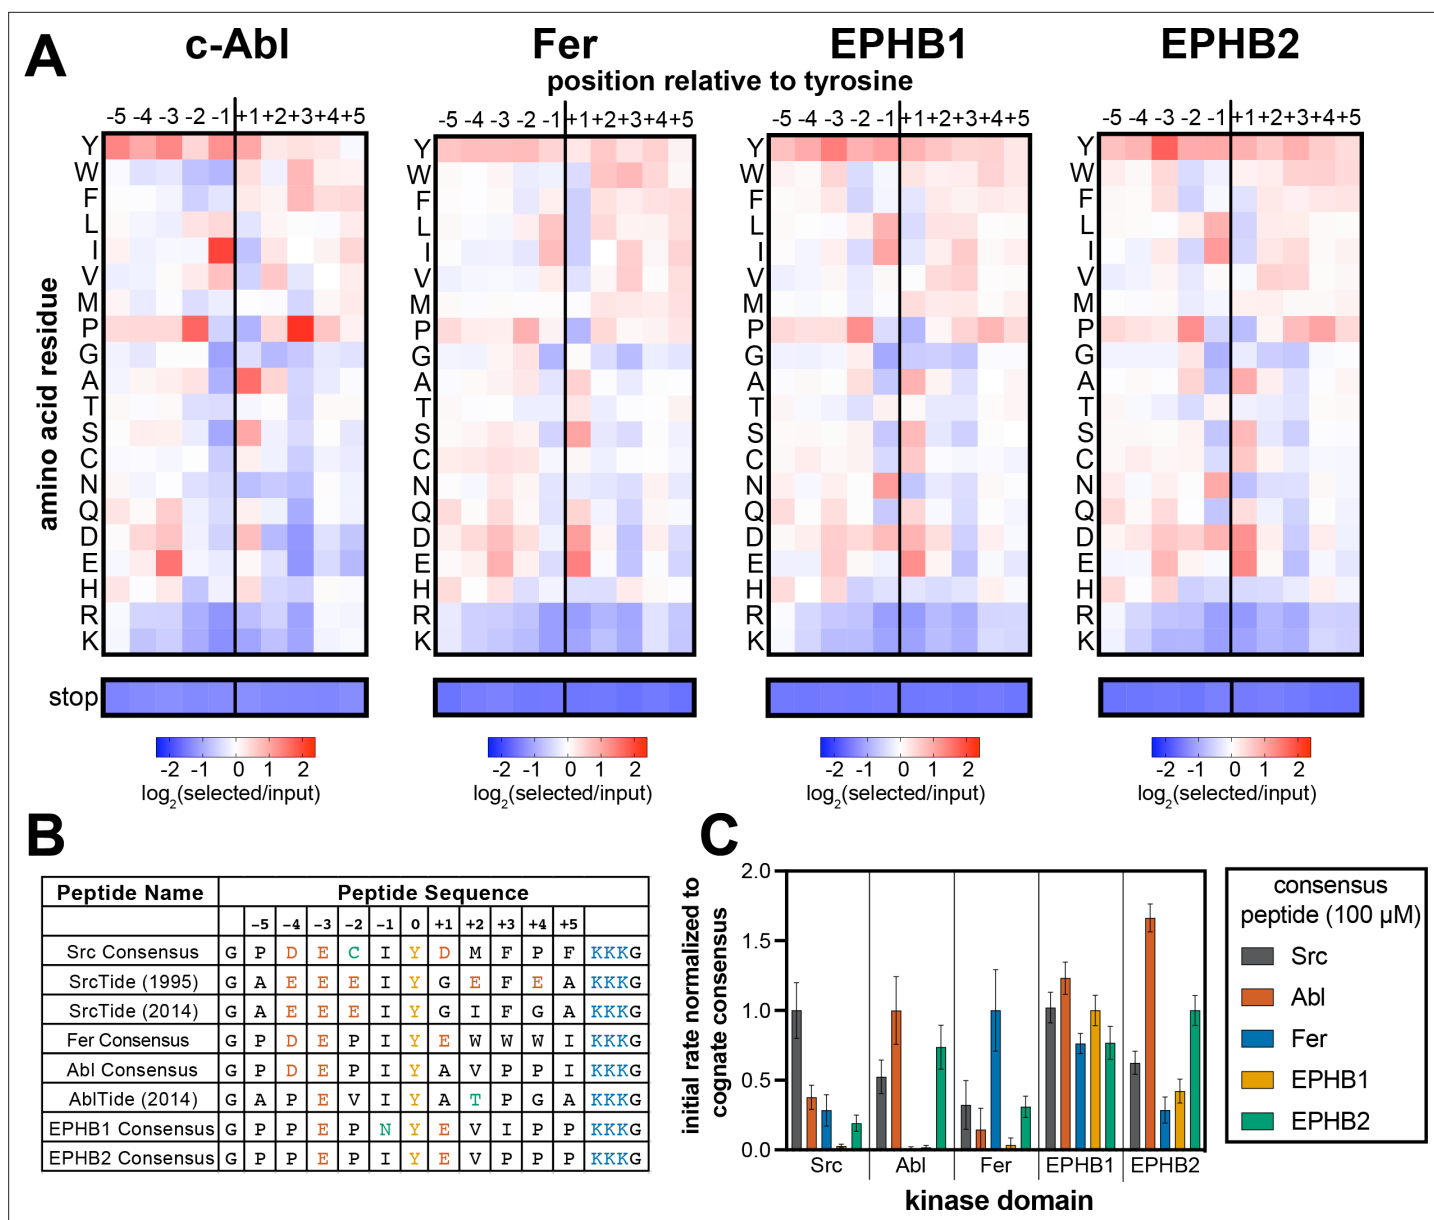 A
c-Abl Fer EPHB1 EPHB2
position relative to tyrosine
-5 -4 -3 -2 -1 +1 +2 +3 +4 +5
-5 -4 -3 -2 -1 +1 +2 +3 +4 +5
-5 -4 -3 -2 -1 +1 +2 +3 +4 +5
-5 -4 -3 -2 -1 +1 +2 +3 +4 +5
amino acid residue
Y Y Y Y
W W W W
F F F F
L L L L
I I I I
V V V V
M M M M
P P P P
G G G G
A A A A
T T T T
S S S S
C C C C
N N N N
Q Q Q Q
D D D D
E E E E
H H H H
R R R R
K K K K
stop
-2 -1 0 1 2
log2(selected/input)
-2 -1 0 1 2
log2(selected/input)
-2 -1 0 1 2
log2(selected/input)
-2 -1 0 1 2
log2(selected/input)
B
Peptide Name Peptide Sequence
-5 -4 -3 -2 -1 0 +1 +2 +3 +4 +5
Src Consensus G P D E C I Y D M F P F KKKG
SrcTide (1995) G A E E E I Y G E F E A KKKG
SrcTide (2014) G A E E E I Y G I F G A KKKG
Fer Consensus G P D E P I Y E W W W I KKKG
Abl Consensus G P D E P I Y A V P P I KKKG
AblTide (2014) G A P E V I Y A T P G A KKKG
EPHB1 Consensus G P P E P N Y E V I P P KKKG
EPHB2 Consensus G P P E P I Y E V P P P KKKG
C
initial rate normalized to
cognate consensus
2.0
1.5
1.0
0.5
0.0
Src Abl Fer EPHB1 EPHB2
kinase domain
consensus
peptide (100 µM)
Src
Abl
Fer
EPHB1
EPHB2